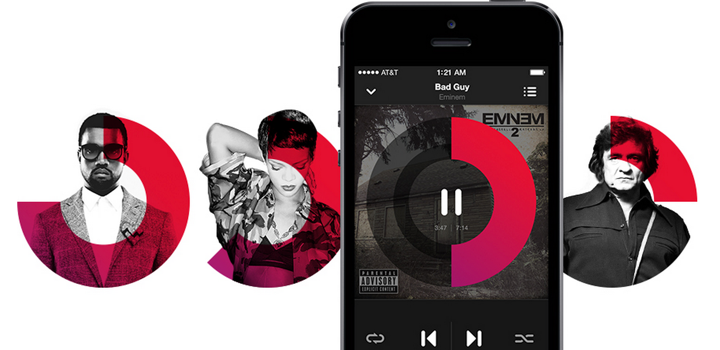 ●●●●● AT&T 1:21 AM
Bad Guy
Eminem
EMINEM
2
3:47 | 7:14
PARENTAL
ADVISORY
EXPLICIT CONTENT